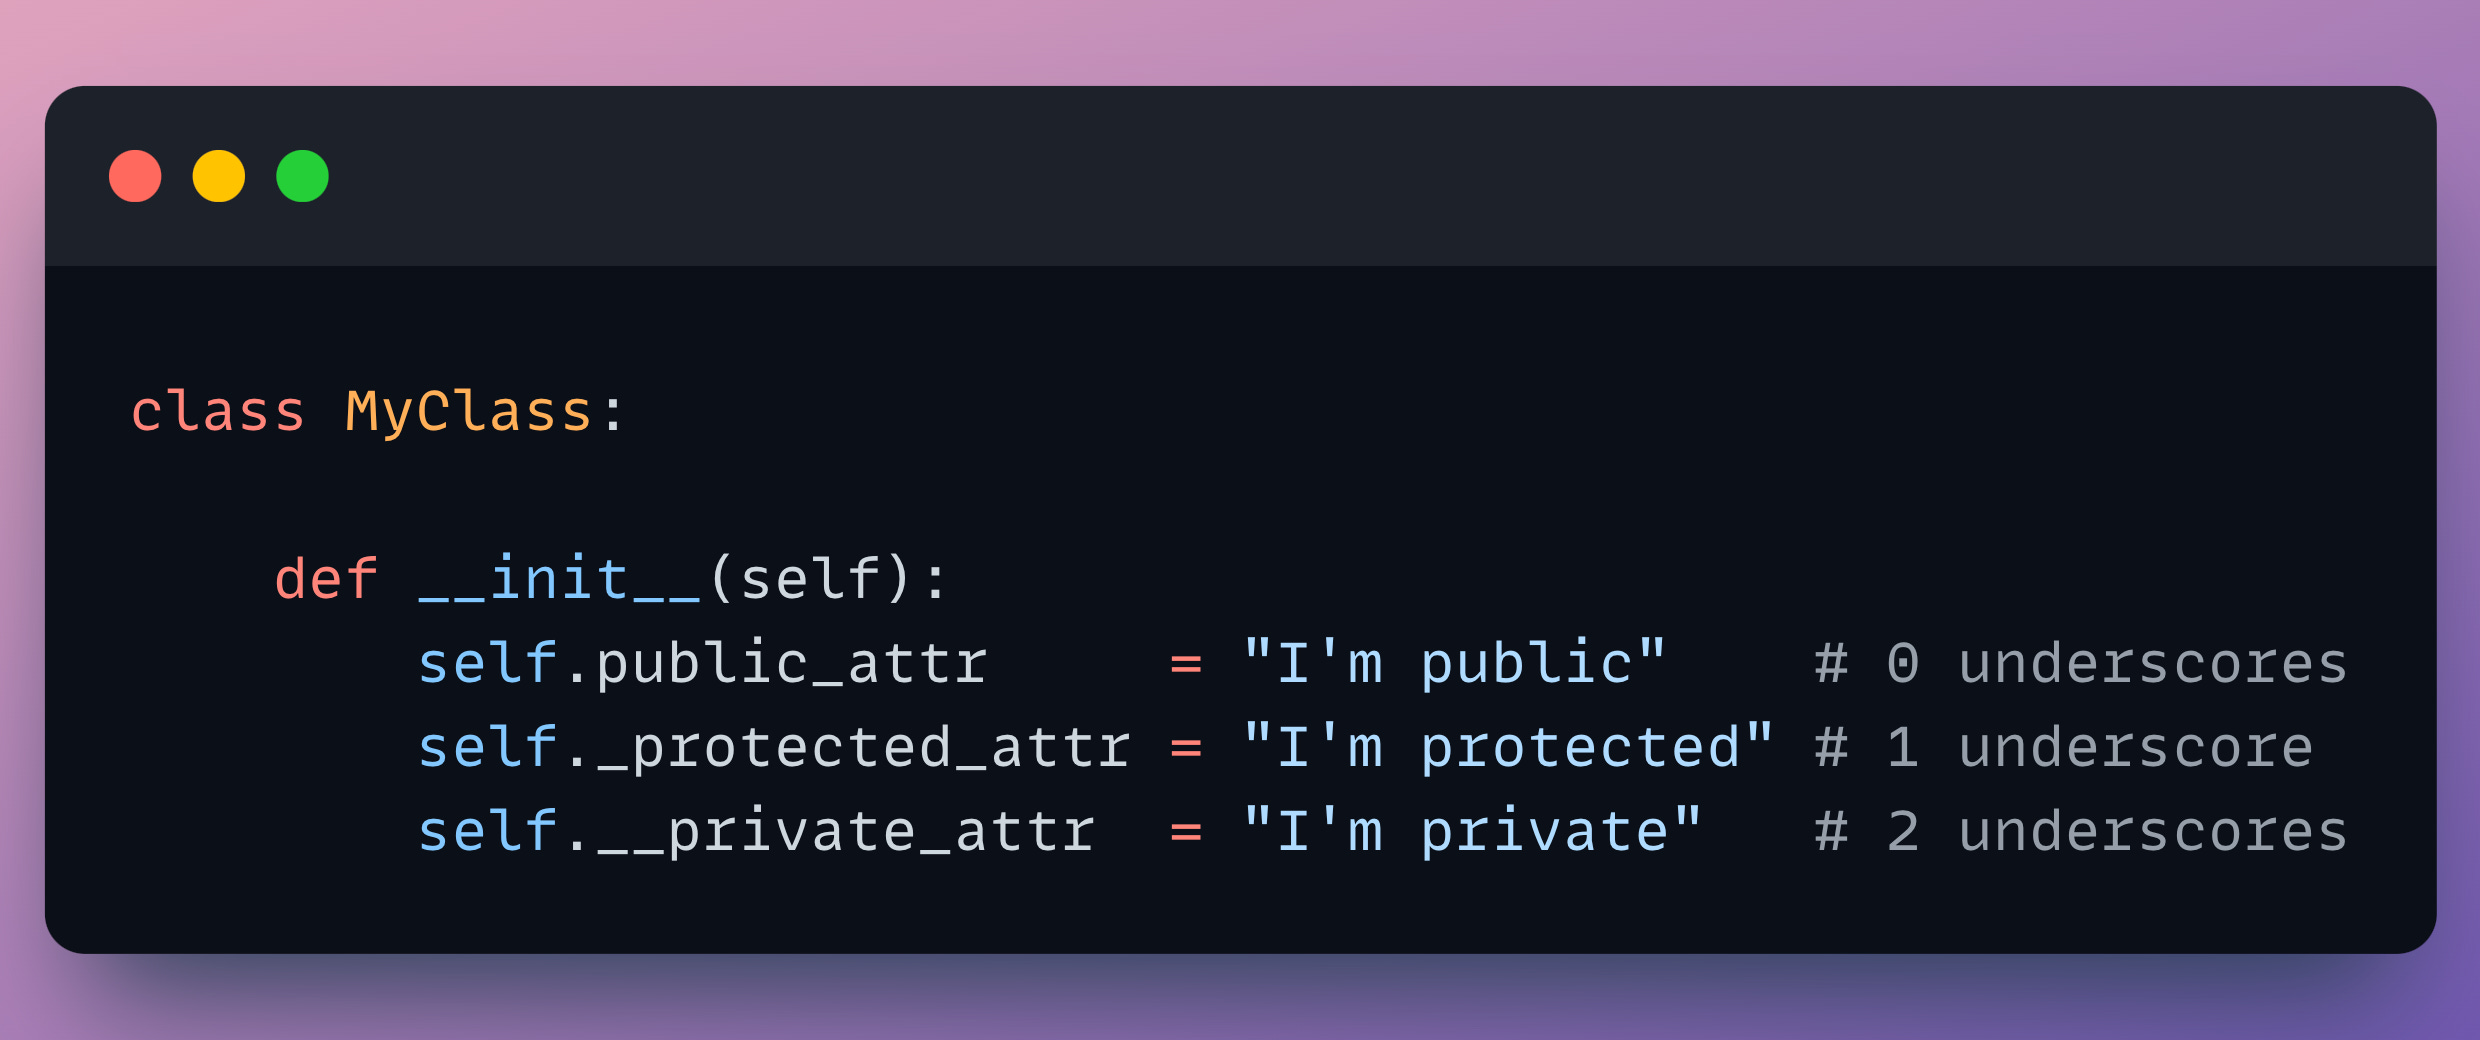 class MyClass:
    def __init__(self):
        self.public_attr     = "I'm public"    # 0 underscores
        self._protected_attr = "I'm protected" # 1 underscore
        self.__private_attr  = "I'm private"   # 2 underscores